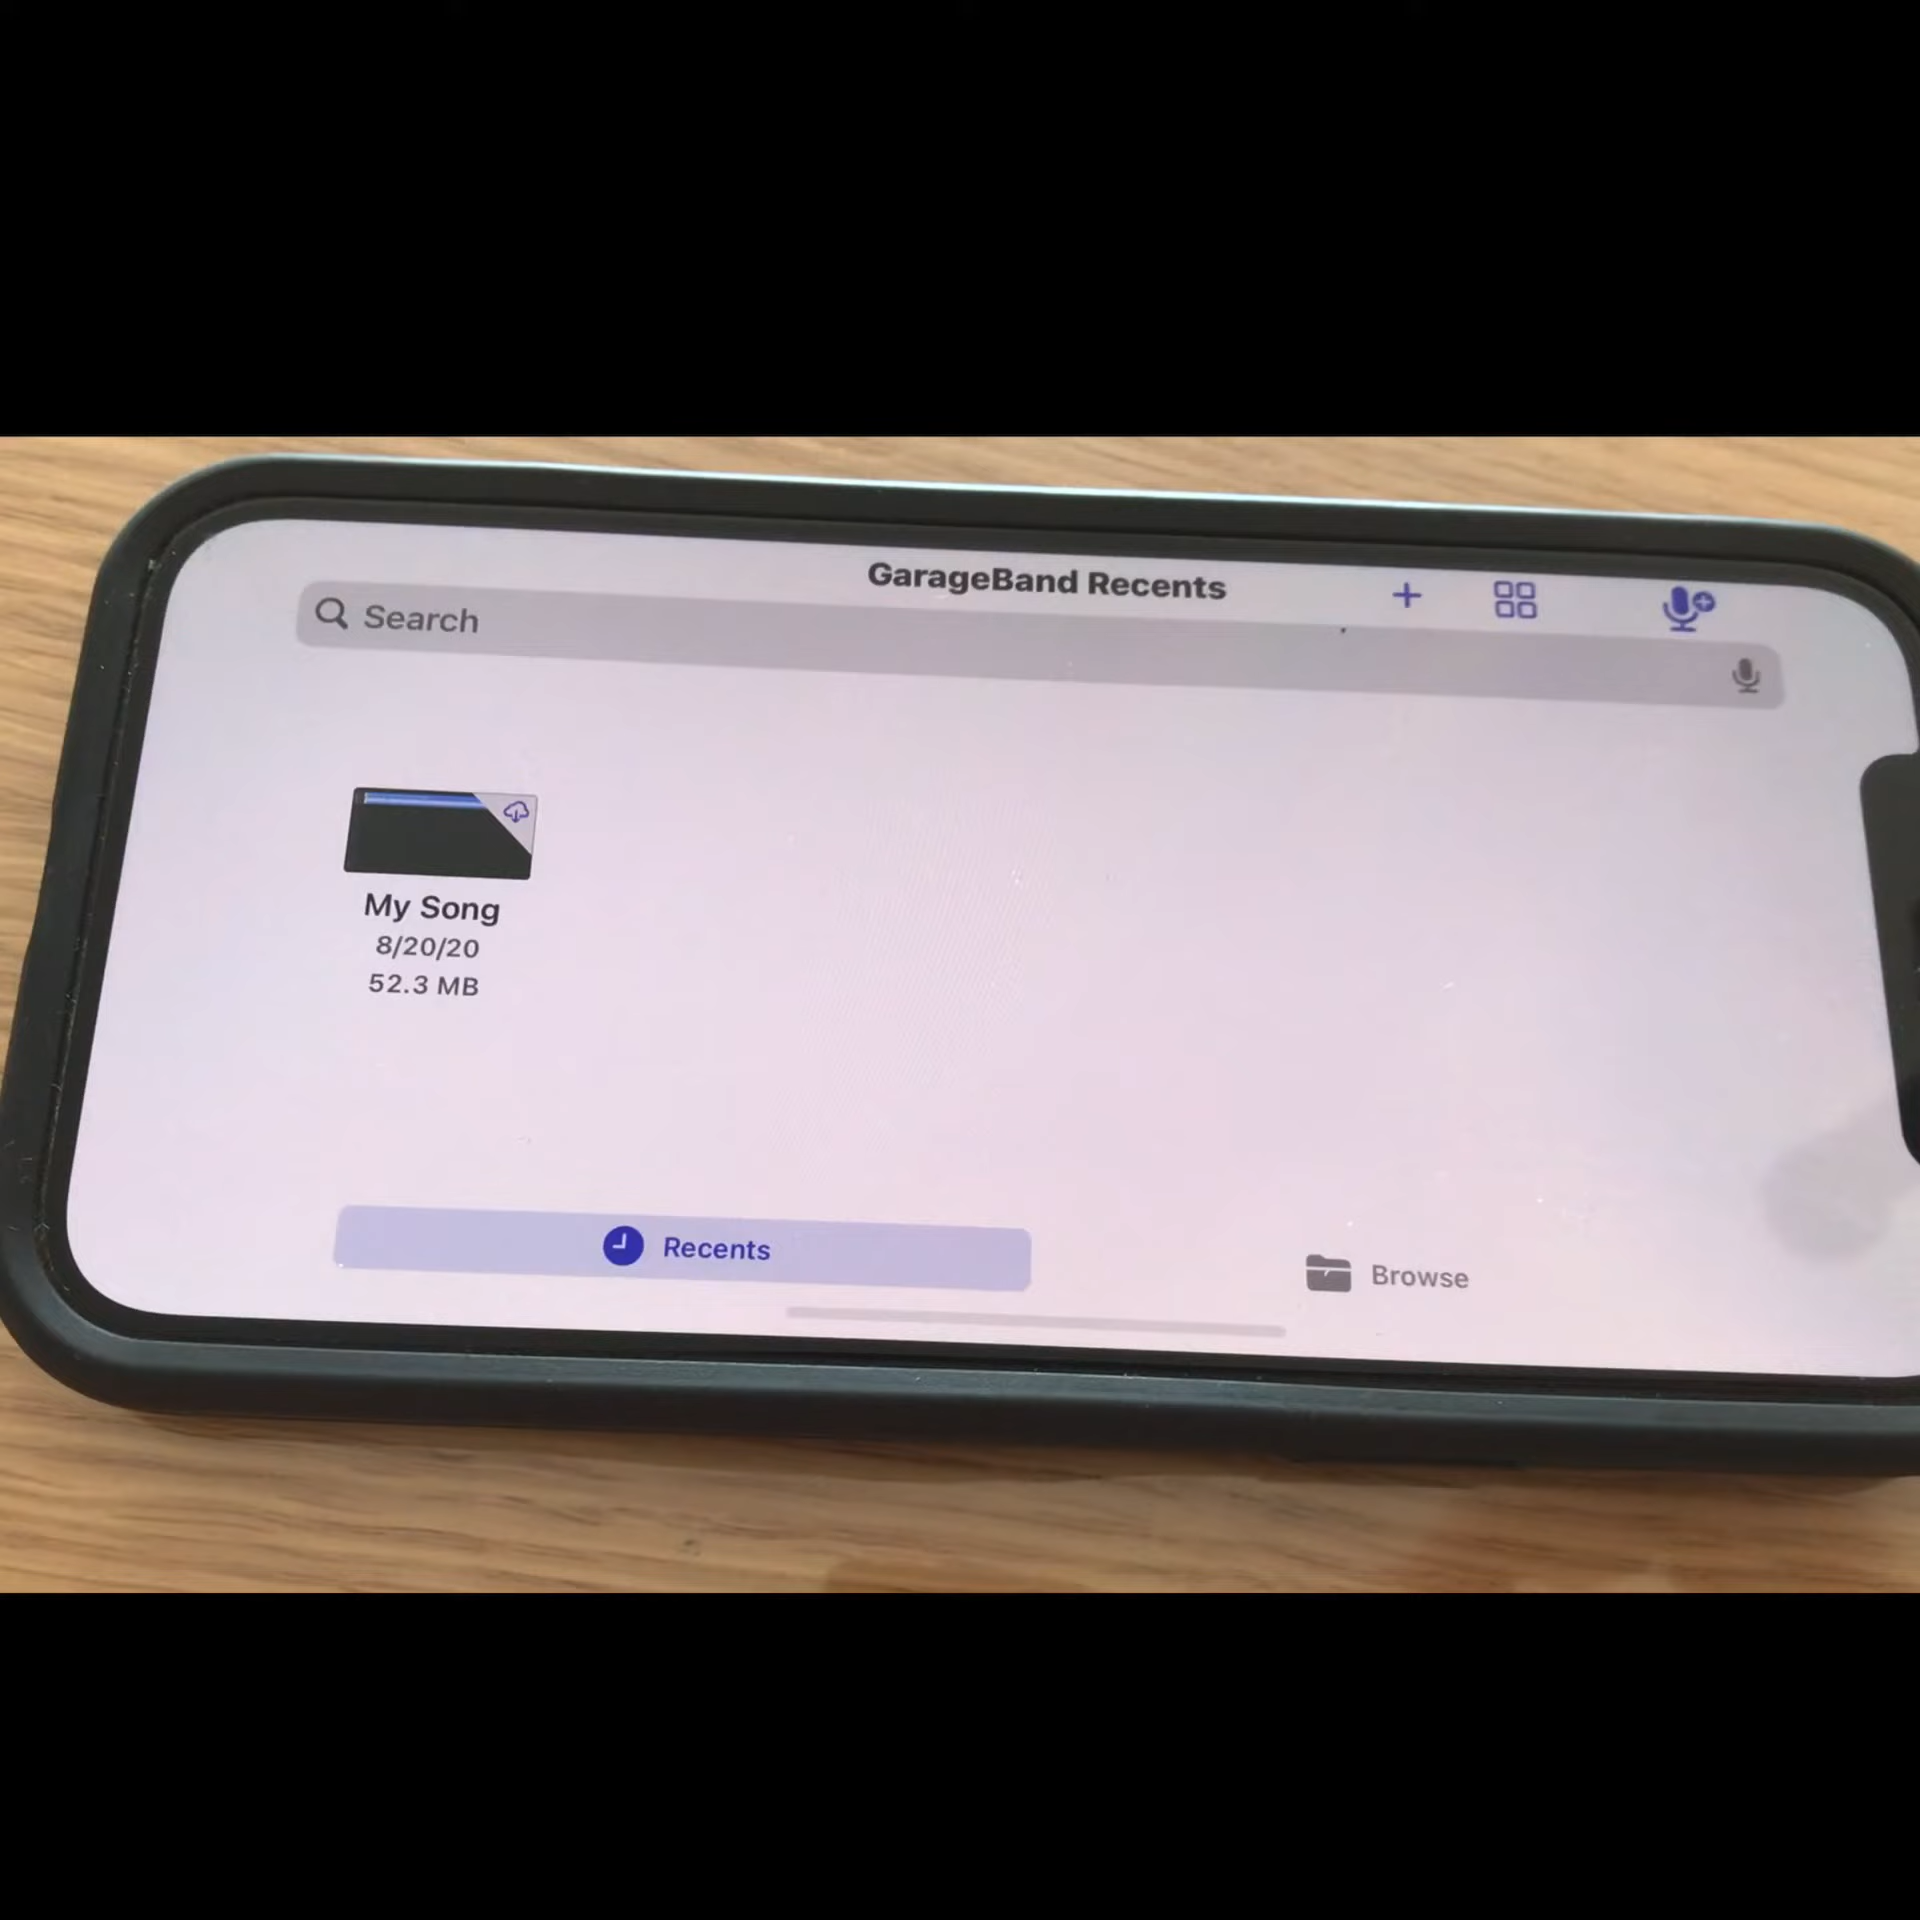 GarageBand Recents
Search
My Song
8/20/20
52.3 MB
Recents
Browse